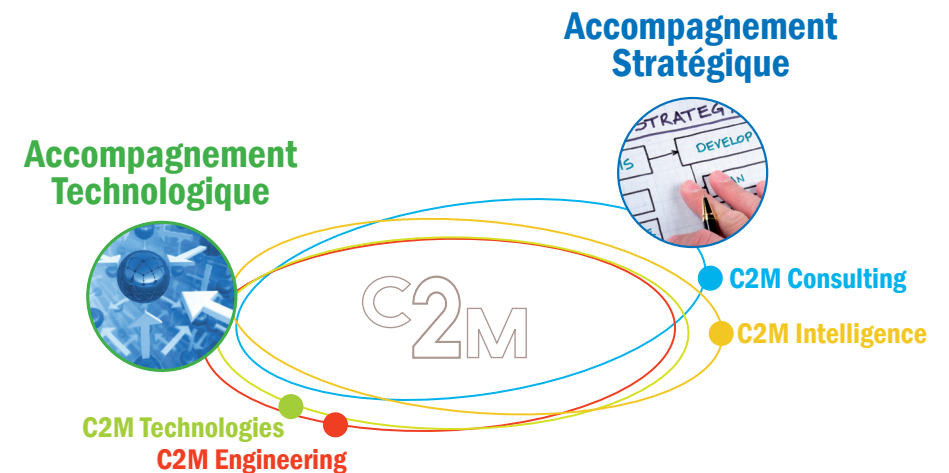 Accompagnement
Stratégique
STRATEG
DEVELOP
Accompagnement
Technologique
C2M
C2M Consulting
C2M Intelligence
C2M Technologies
C2M Engineering